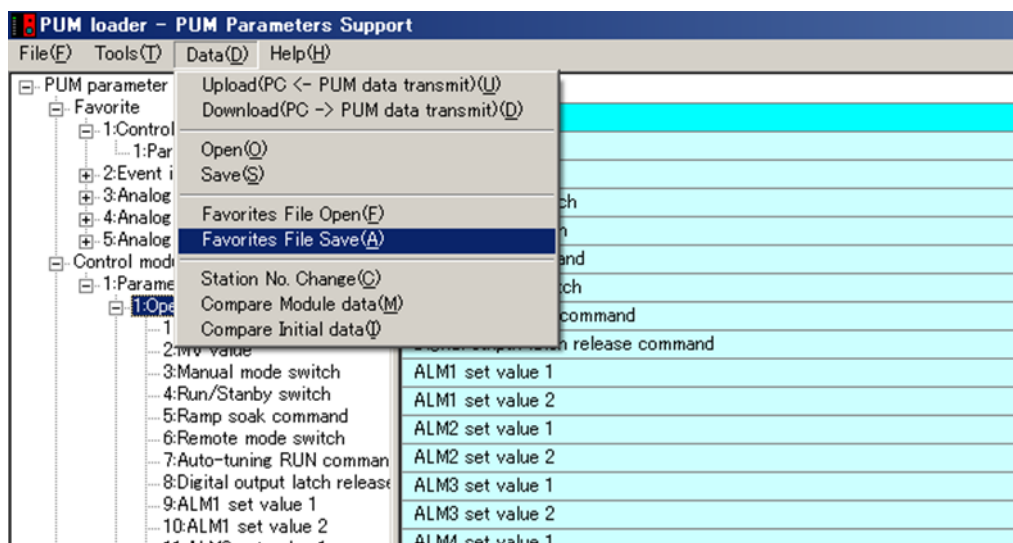 PUM loader - PUM Parameters Support
File(F) Tools(T) Data(D) Help(H)
PUM parameter
Favorite
1:Control
1:Par
2:Event i
3:Analog
4:Analog
5:Analog
Control modu
1:Parame
1:Ope
1
2:MV value
3:Manual mode switch
4:Run/Stanby switch
5:Ramp soak command
6:Remote mode switch
7:Auto-tuning RUN comman
8:Digital output latch release
9:ALM1 set value 1
10:ALM1 set value 2
Upload(PC <- PUM data transmit)(U)
Download(PC -> PUM data transmit)(D)
Open(O)
Save(S)
Favorites File Open(F)
Favorites File Save(A)
Station No. Change(C)
Compare Module data(M)
Compare Initial data(I)
ch
h
and
tch
command
release command
ALM1 set value 1
ALM1 set value 2
ALM2 set value 1
ALM2 set value 2
ALM3 set value 1
ALM3 set value 2
ALM4 set value 1